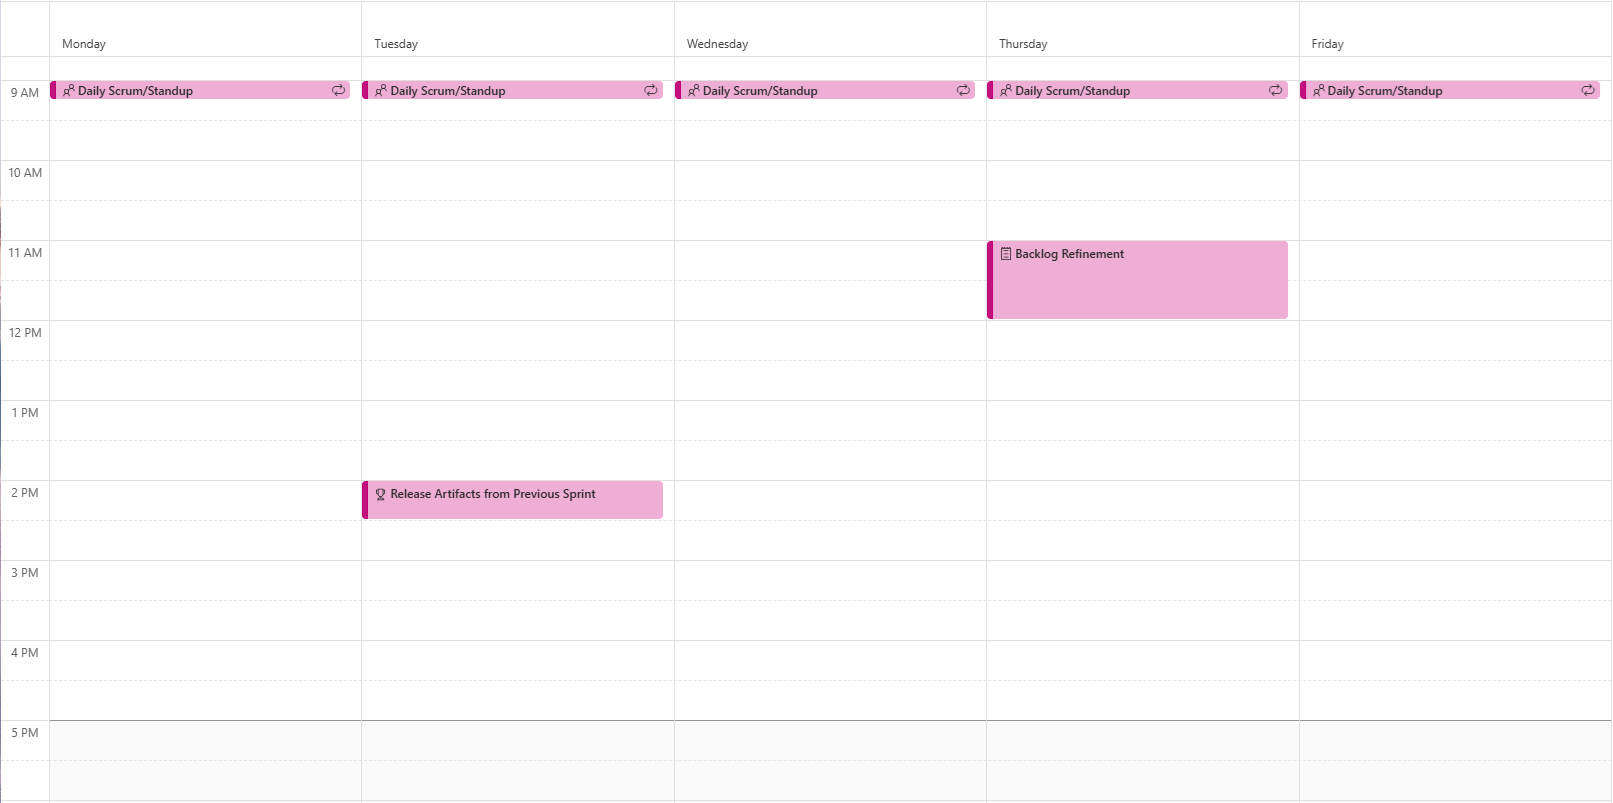 Monday Tuesday Wednesday Thursday Friday
9 AM Daily Scrum/Standup Daily Scrum/Standup Daily Scrum/Standup Daily Scrum/Standup Daily Scrum/Standup
10 AM
11 AM Backlog Refinement
12 PM
1 PM
2 PM Release Artifacts from Previous Sprint
3 PM
4 PM
5 PM